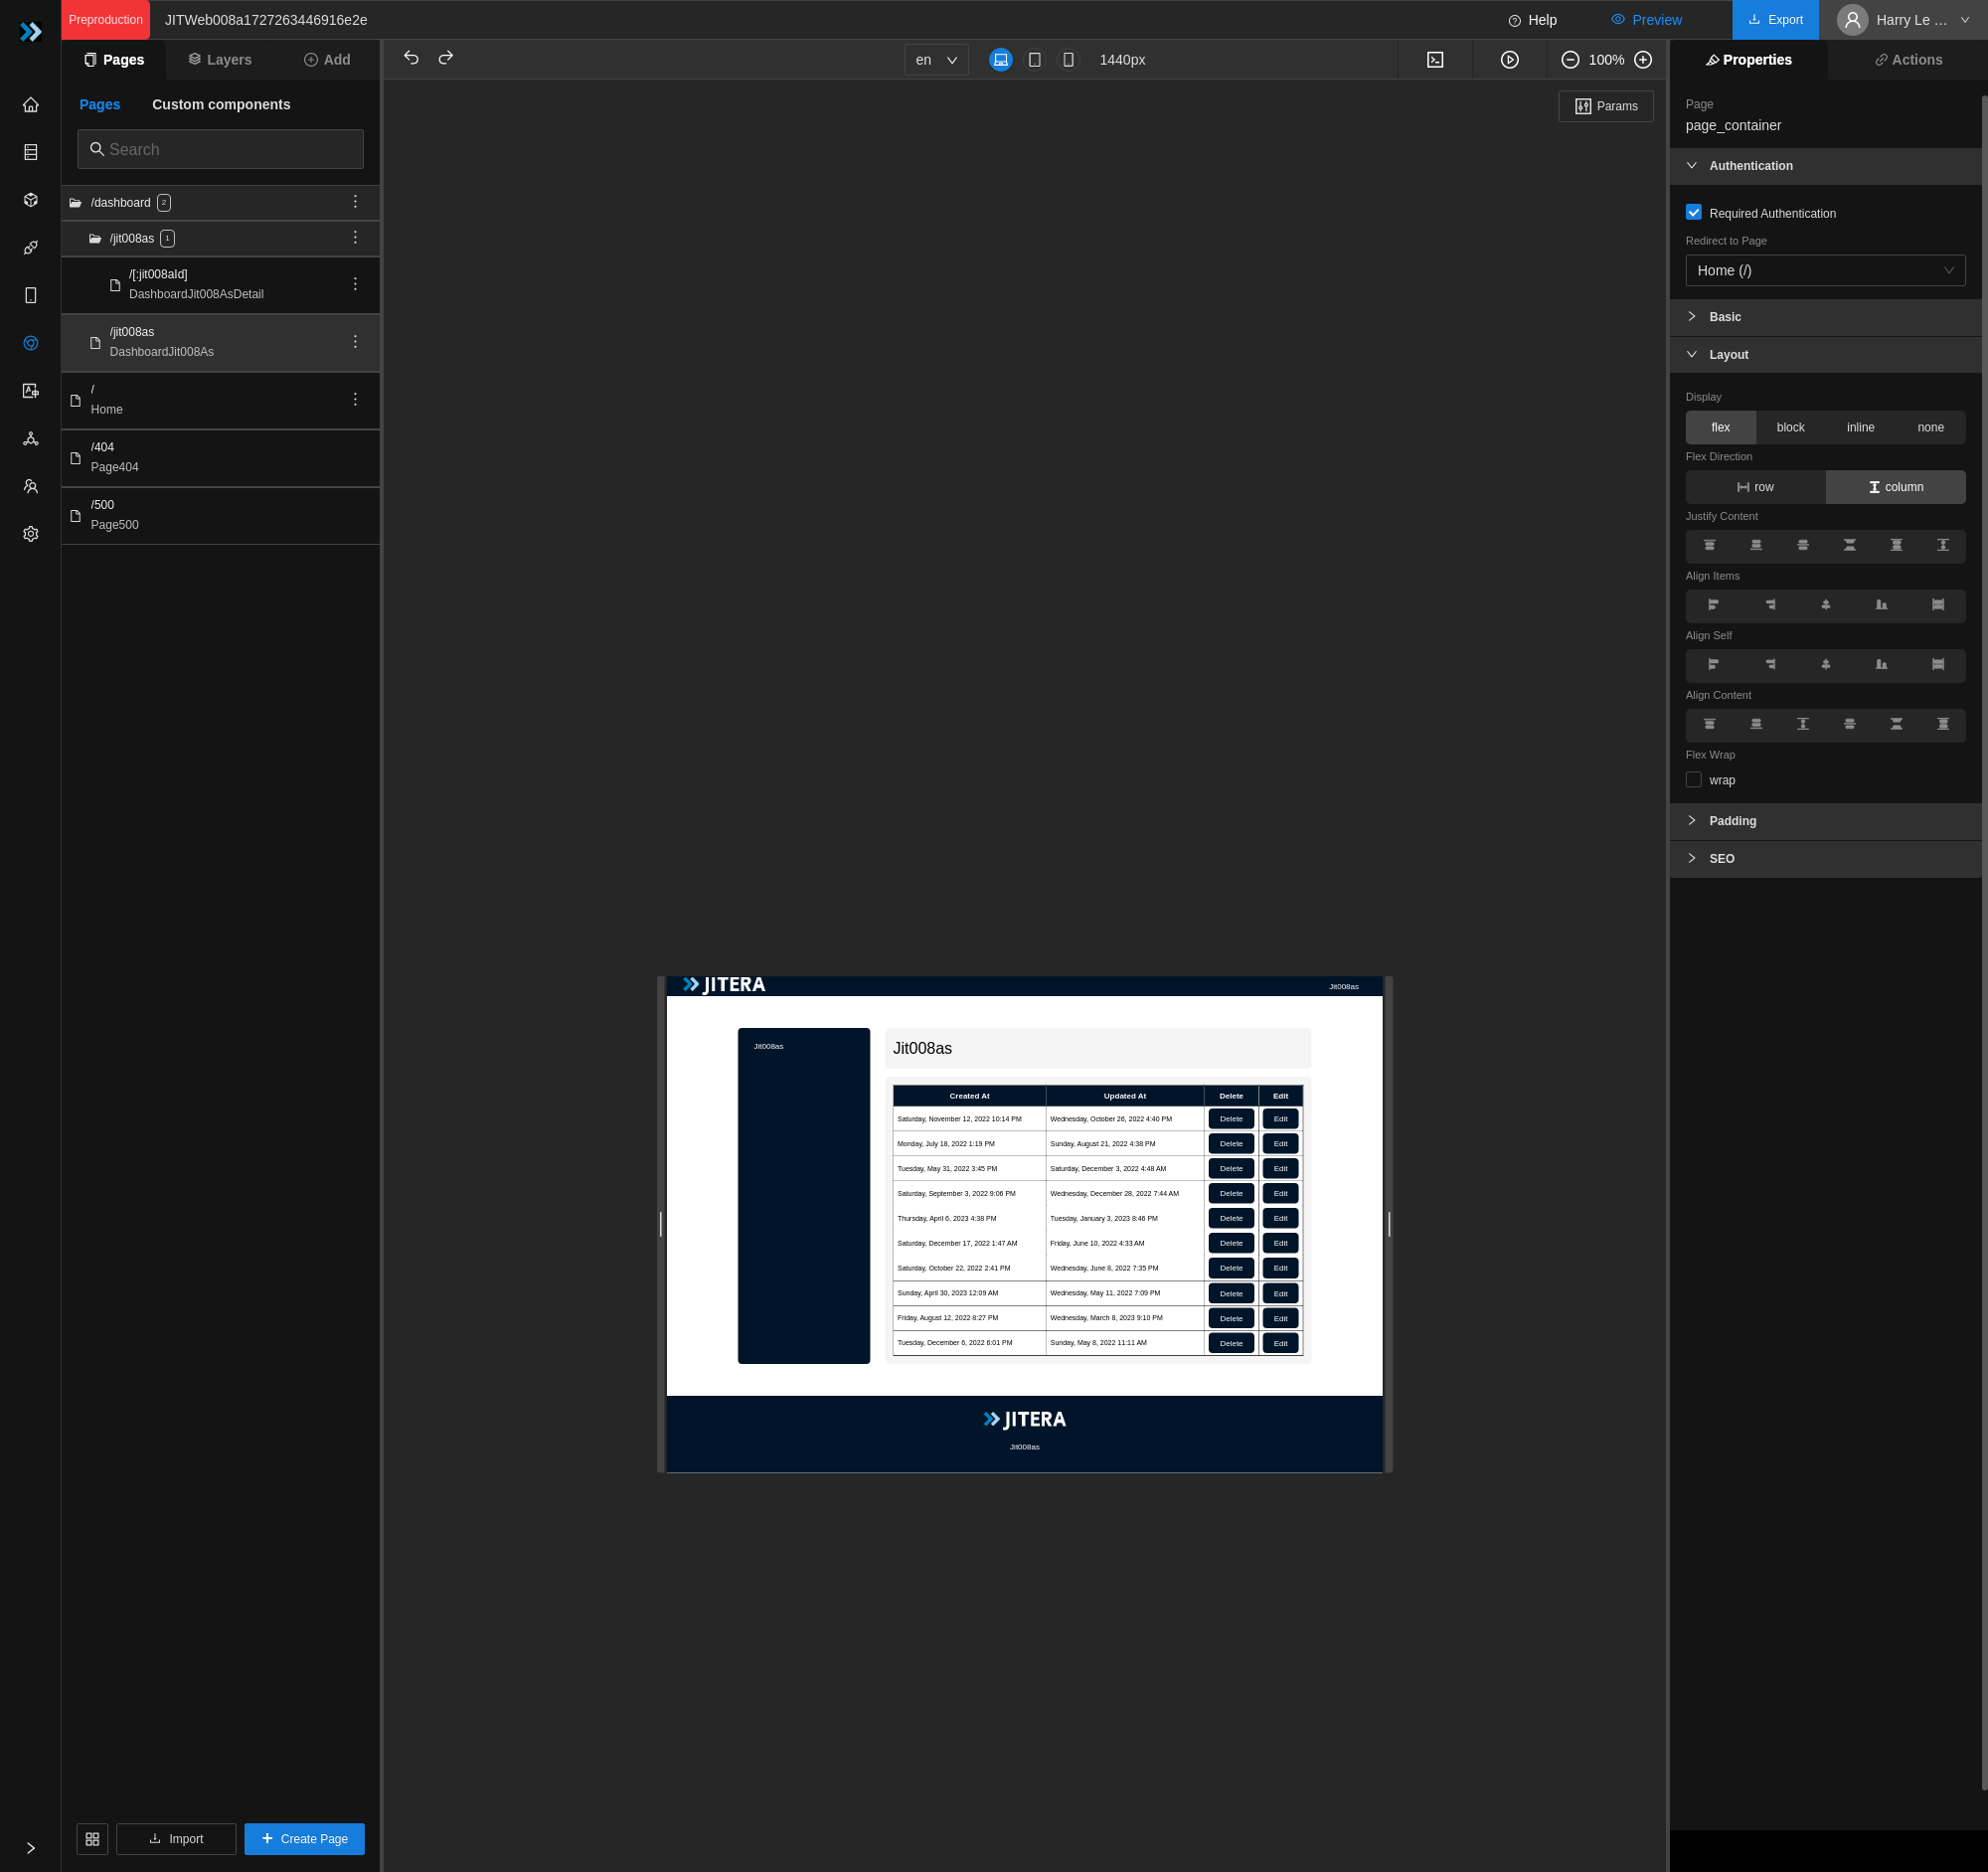 Preproduction
JITWeb008a1727263446916e2e
Help
Preview
Export
Harry Le ...
Pages
Layers
Add
en
1440px
100%
Properties
Actions
Pages
Custom components
Search
/dashboard 2
/jit008as 1
/[:jit008aId]
DashboardJit008AsDetail
/jit008as
DashboardJit008As
/
Home
/404
Page404
/500
Page500
Import
Create Page
Params
JITERA
Jit008as
Jit008as
Jit008as
Created At Updated At Delete Edit
Saturday, November 12, 2022 10:14 PM Wednesday, October 26, 2022 4:40 PM Delete Edit
Monday, July 18, 2022 1:19 PM Sunday, August 21, 2022 4:38 PM Delete Edit
Tuesday, May 31, 2022 3:45 PM Saturday, December 3, 2022 4:48 AM Delete Edit
Saturday, September 3, 2022 9:06 PM Wednesday, December 28, 2022 7:44 AM Delete Edit
Thursday, April 6, 2023 4:38 PM Tuesday, January 3, 2023 8:46 PM Delete Edit
Saturday, December 17, 2022 1:47 AM Friday, June 10, 2022 4:33 AM Delete Edit
Saturday, October 22, 2022 2:41 PM Wednesday, June 8, 2022 7:35 PM Delete Edit
Sunday, April 30, 2023 12:09 AM Wednesday, May 11, 2022 7:09 PM Delete Edit
Friday, August 12, 2022 8:27 PM Wednesday, March 8, 2023 9:10 PM Delete Edit
Tuesday, December 6, 2022 6:01 PM Sunday, May 8, 2022 11:11 AM Delete Edit
JITERA
Jit008as
Page
page_container
Authentication
Required Authentication
Redirect to Page
Home (/)
Basic
Layout
Display
flex block inline none
Flex Direction
row column
Justify Content
Align Items
Align Self
Align Content
Flex Wrap
wrap
Padding
SEO